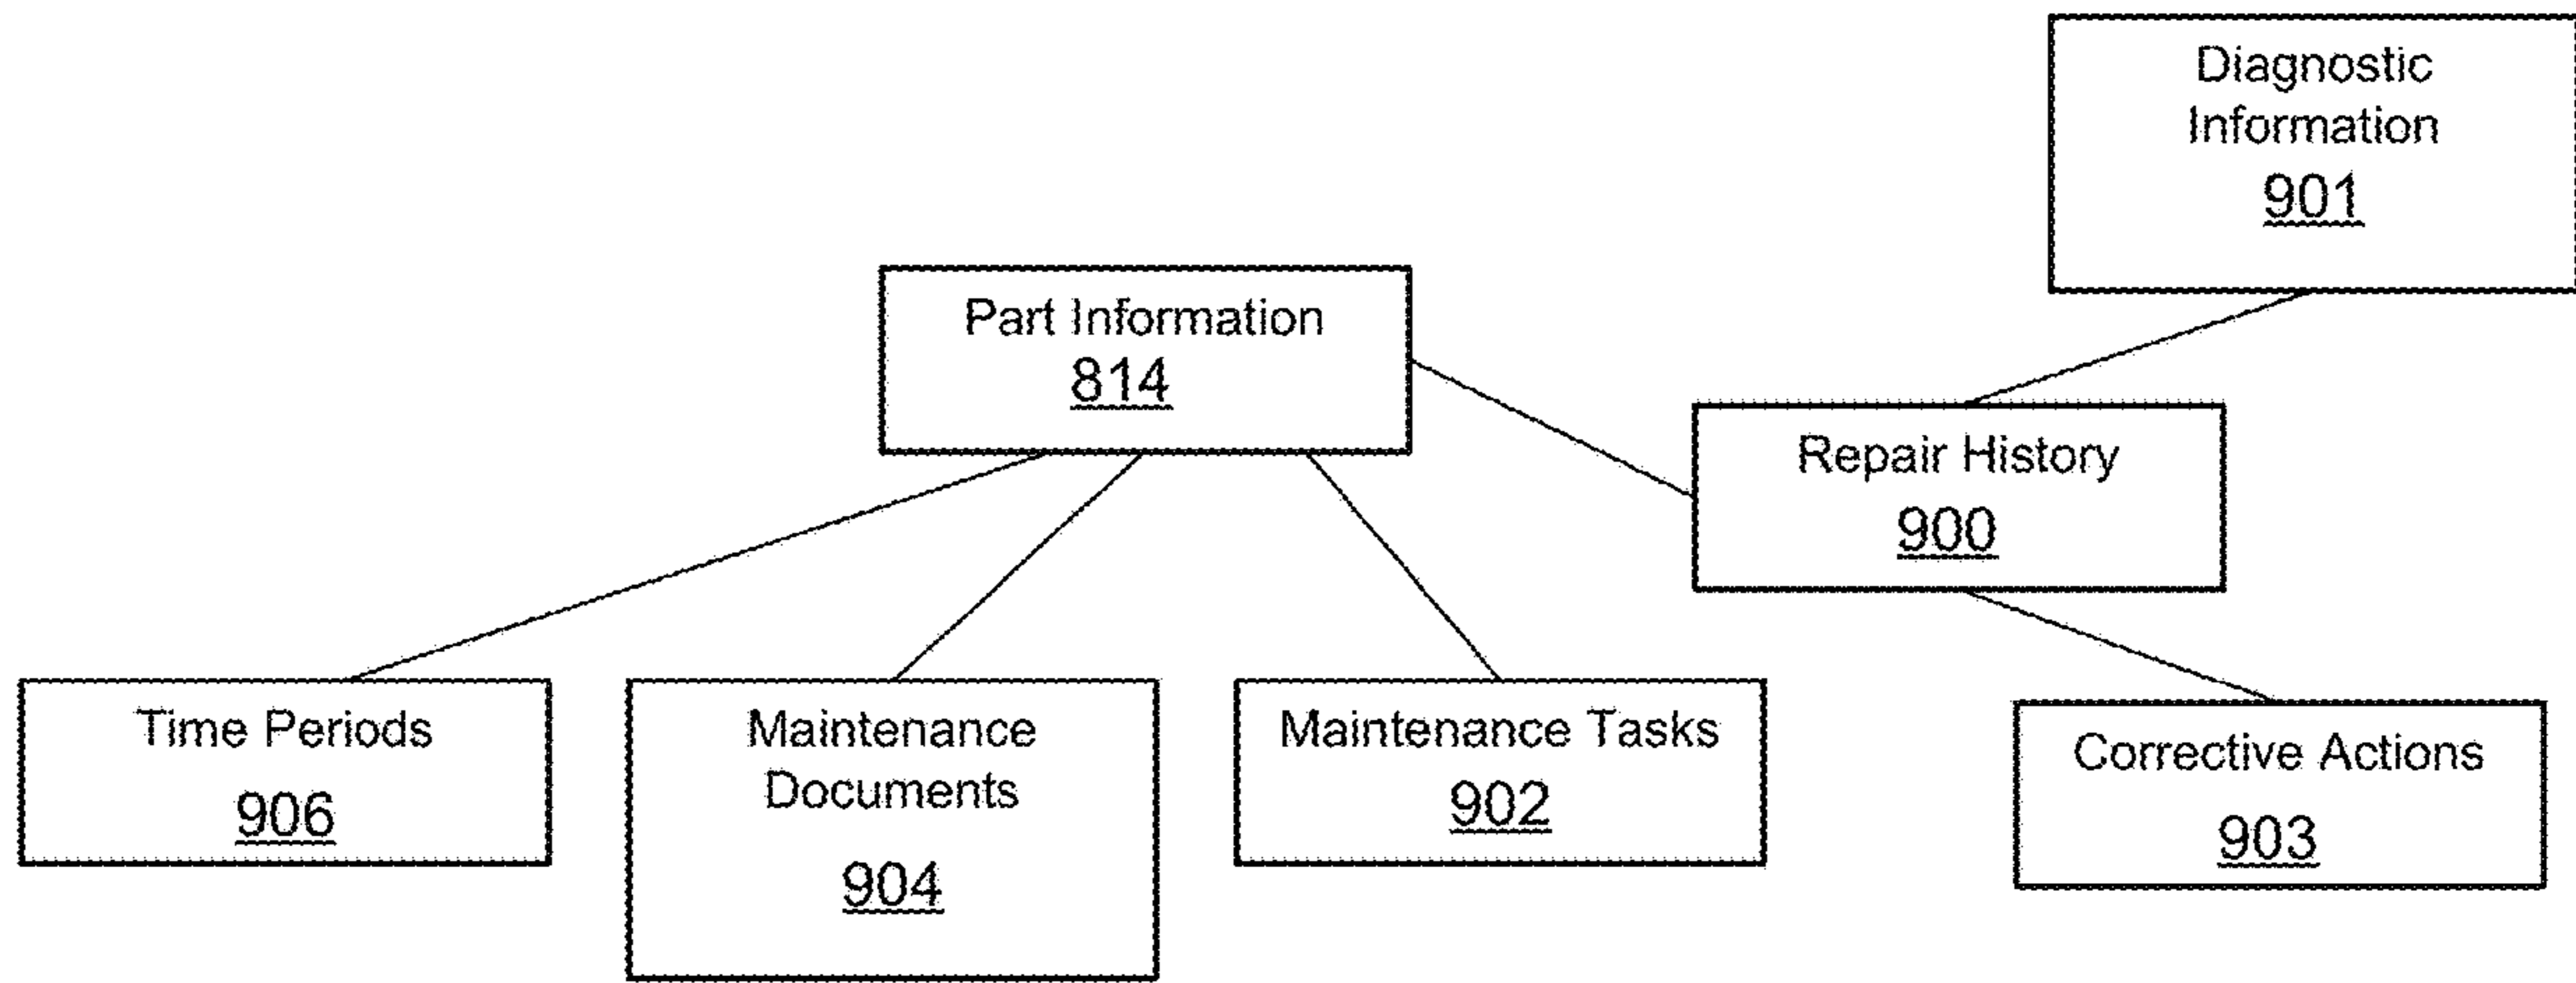 Diagnostic
Information
901
Part Information
814
Repair History
900
Time Periods
906
Maintenance
Documents
904
Maintenance Tasks
902
Corrective Actions
903